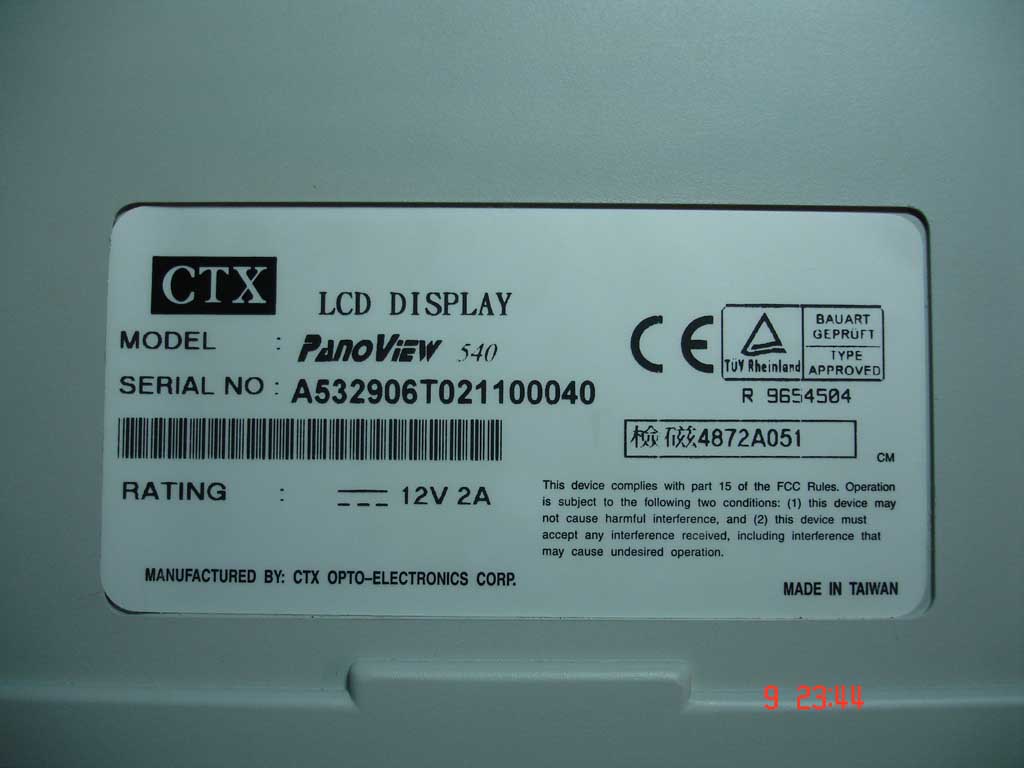 CTX
LCD DISPLAY
MODEL : PanoView 540
SERIAL NO : A532906T021100040
RATING : 12V 2A
MANUFACTURED BY: CTX OPTO-ELECTRONICS CORP.
CE
TÜV Rheinland
BAUART
GEPRÜFT
TYPE
APPROVED
R 9654504
檢磁4872A051
CM
This device complies with part 15 of the FCC Rules. Operation
is subject to the following two conditions: (1) this device may
not cause harmful interference, and (2) this device must
accept any interference received, including interference that
may cause undesired operation.
MADE IN TAIWAN
9 23:44